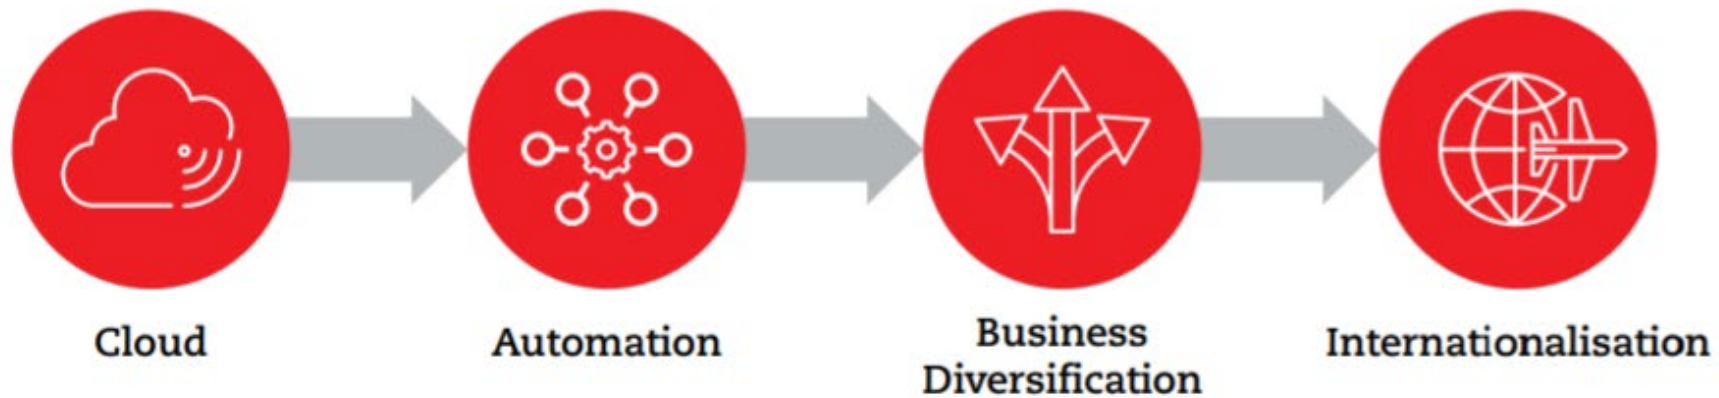 Cloud
Automation
Business
Diversification
Internationalisation